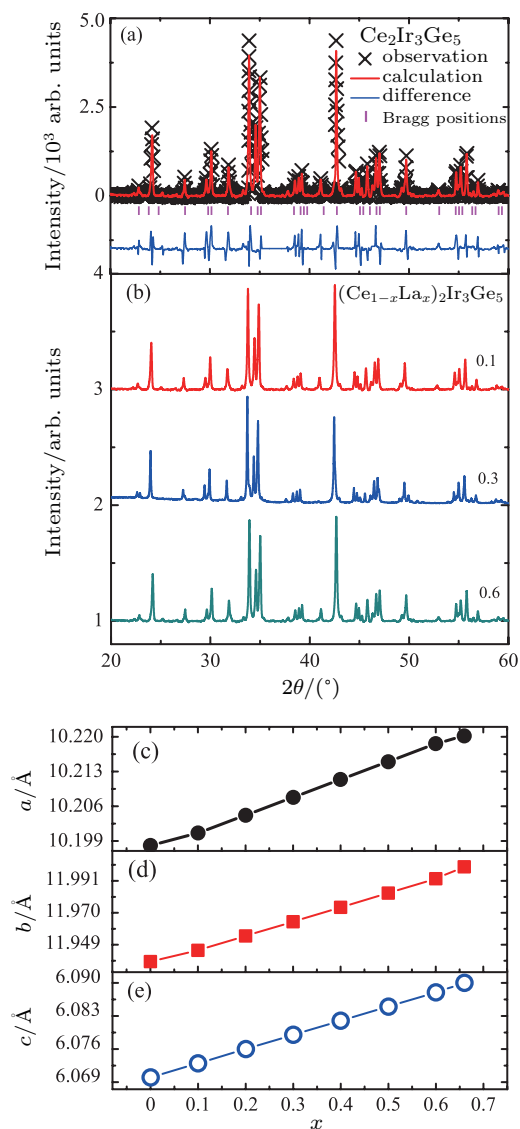 (a)
Ce₂Ir₃Ge₅
observation
calculation
difference
Bragg positions
Intensity/10³ arb. units
5.0
2.5
0
4
(b)
(Ce₁₋ₓLaₓ)₂Ir₃Ge₅
0.1
0.3
0.6
Intensity/arb. units
3
2
1
20 30 40 50 60
2θ/(°)
(c)
a/Å
10.220
10.213
10.206
10.199
(d)
b/Å
11.991
11.970
11.949
(e)
c/Å
6.090
6.083
6.076
6.069
0 0.1 0.2 0.3 0.4 0.5 0.6 0.7
x